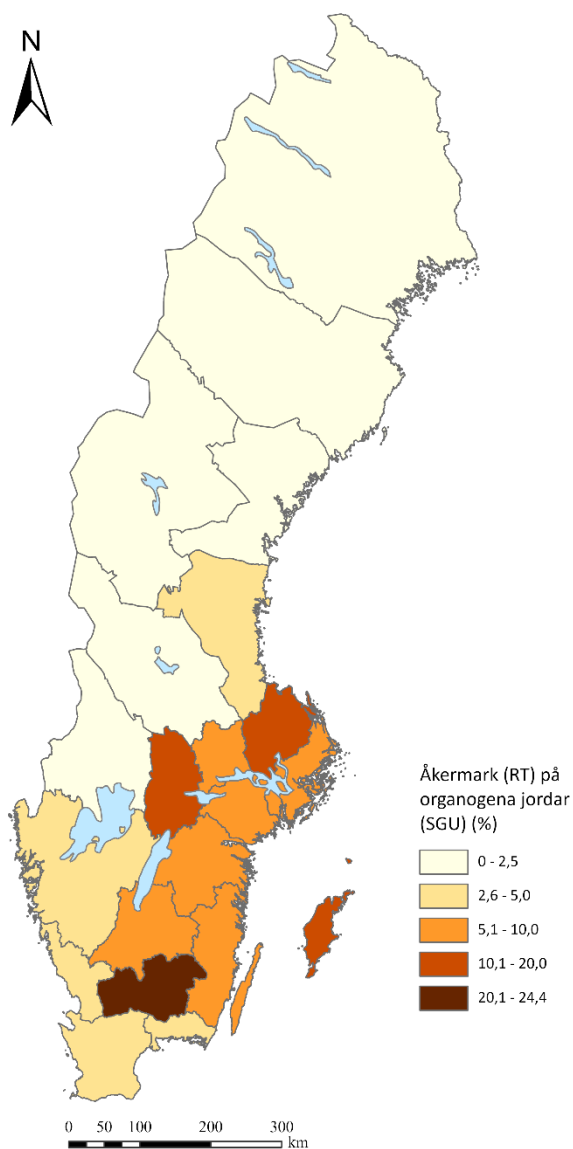 N
Åkermark (RT) på
organogena jordar
(SGU) (%)
0 - 2,5
2,6 - 5,0
5,1 - 10,0
10,1 - 20,0
20,1 - 24,4
0 50 100 200 300
km